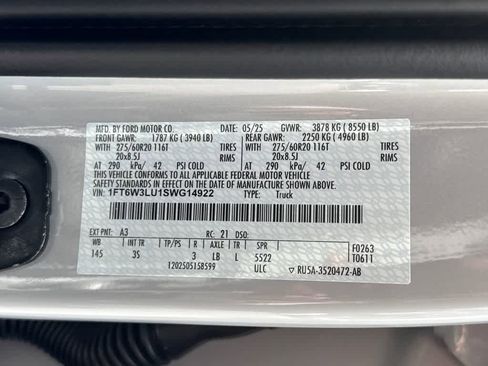 MFD. BY FORD MOTOR CO. 05/25 GVWR: 3878 KG ( 8550 LB)
FRONT GAWR: 1787 KG ( 3940 LB) REAR GAWR: 2250 KG ( 4960 LB)
WITH 275/60R20 116T TIRES WITH 275/60R20 116T TIRES
20x8.5J RIMS 20x8.5J RIMS
AT 290 kPa/ 42 PSI COLD AT 290 kPa/ 42 PSI COLD
THIS VEHICLE CONFORMS TO ALL APPLICABLE FEDERAL MOTOR VEHICLE
SAFETY STANDARDS IN EFFECT ON THE DATE OF MANUFACTURE SHOWN ABOVE.
VIN: 1FT6W3LU1SWG14922 TYPE: Truck
EXT PNT: A3 RC: 21 DSO:
WB INT TR TP/PS R AXLE TR SPR F0263
145 3S 3 LB L 5522 T0611
1202505158599 ULC RU5A-3520472-AB